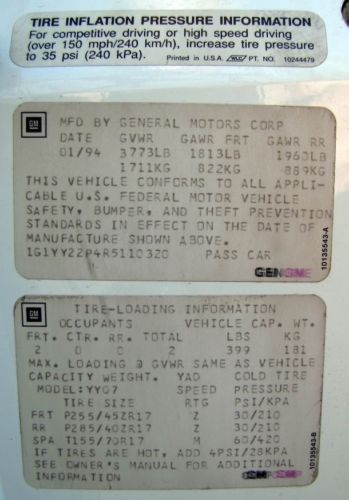 TIRE INFLATION PRESSURE INFORMATION
For competitive driving or high speed driving
(over 150 mph/240 km/h), increase tire pressure
to 35 psi (240 kPa). Printed in U.S.A. PT. NO. 10244479
GM
MFD BY GENERAL MOTORS CORP
DATE GVWR GAWR FRT GAWR RR
01/94 3773LB 1813LB 1960LB
1711KG 822KG 889KG
THIS VEHICLE CONFORMS TO ALL APPLI-
CABLE U.S. FEDERAL MOTOR VEHICLE
SAFETY, BUMPER, AND THEFT PREVENTION
STANDARDS IN EFFECT ON THE DATE OF
MANUFACTURE SHOWN ABOVE.
1G1YY22P4R5110320 PASS CAR
10135543-A
GM
TIRE-LOADING INFORMATION
OCCUPANTS VEHICLE CAP. WT.
FRT. CTR. RR. TOTAL LBS KG
2 0 0 2 399 181
MAX. LOADING @ GVWR SAME AS VEHICLE
CAPACITY WEIGHT. YAD COLD TIRE
MODEL:YY07 SPEED PRESSURE
TIRE SIZE RTG PSI/KPA
FRT P255/45ZR17 Z 30/210
RR P285/40ZR17 Z 30/210
SPA T155/70R17 M 60/420
IF TIRES ARE HOT, ADD 4PSI/28KPA
SEE OWNER'S MANUAL FOR ADDITIONAL
INFORMATION
10135543-B